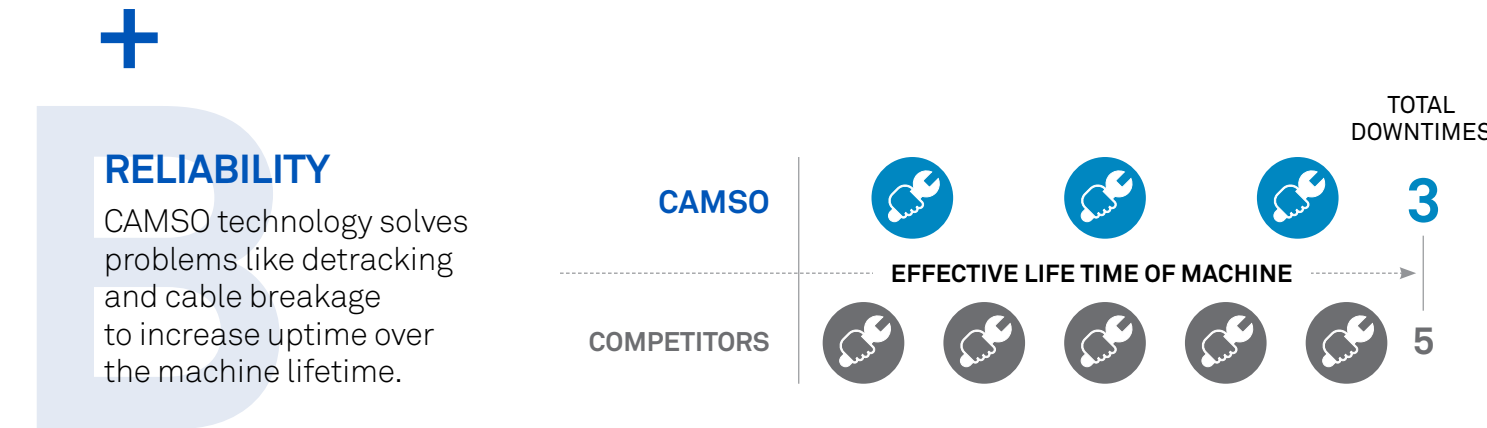 +
B
RELIABILITY
CAMSO technology solves
problems like detracking
and cable breakage
to increase uptime over
the machine lifetime.
TOTAL
DOWNTIMES
CAMSO
3
EFFECTIVE LIFE TIME OF MACHINE
COMPETITORS
5